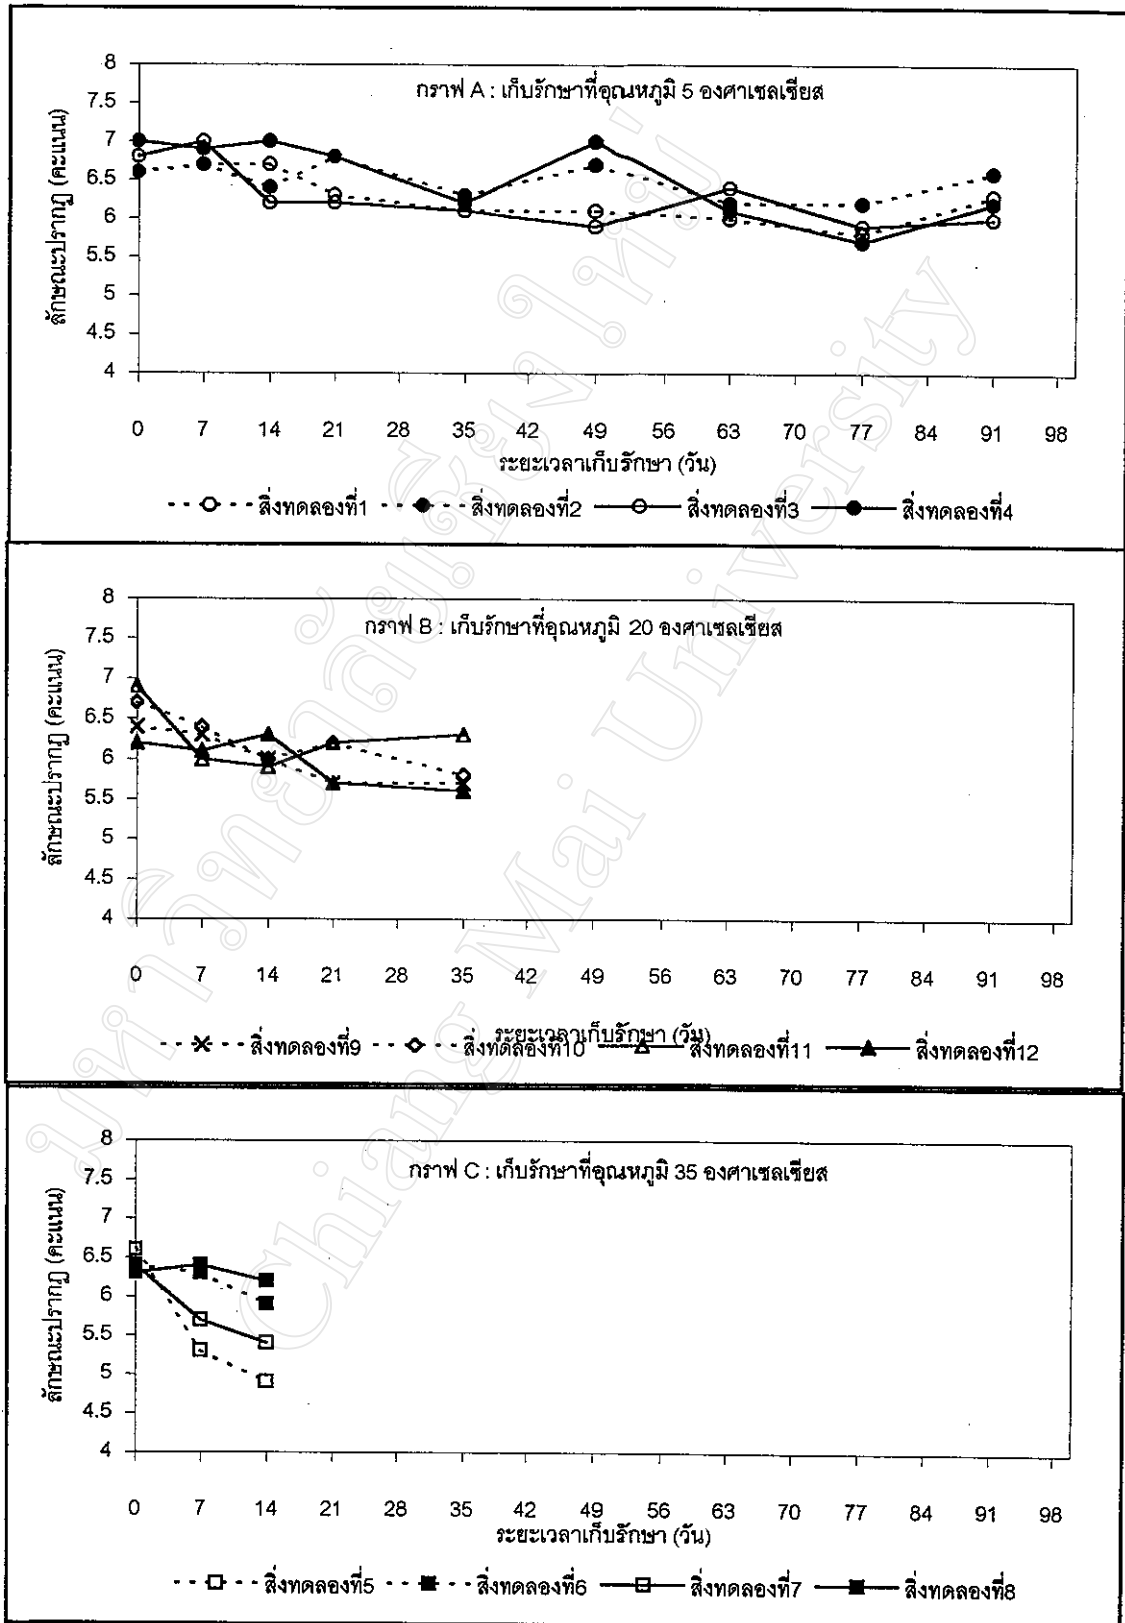 กราฟ A : เก็บรักษาที่อุณหภูมิ 5 องศาเซลเซียส
ลักษณะปรากฏ (คะแนน)
8
7.5
7
6.5
6
5.5
5
4.5
4
0 7 14 21 28 35 42 49 56 63 70 77 84 91 98
ระยะเวลาเก็บรักษา (วัน)
สิ่งทดลองที่1 สิ่งทดลองที่2 สิ่งทดลองที่3 สิ่งทดลองที่4
กราฟ B : เก็บรักษาที่อุณหภูมิ 20 องศาเซลเซียส
ลักษณะปรากฏ (คะแนน)
8
7.5
7
6.5
6
5.5
5
4.5
4
0 7 14 21 28 35 42 49 56 63 70 77 84 91 98
ระยะเวลาเก็บรักษา (วัน)
สิ่งทดลองที่9 สิ่งทดลองที่10 สิ่งทดลองที่11 สิ่งทดลองที่12
กราฟ C : เก็บรักษาที่อุณหภูมิ 35 องศาเซลเซียส
ลักษณะปรากฏ (คะแนน)
8
7.5
7
6.5
6
5.5
5
4.5
4
0 7 14 21 28 35 42 49 56 63 70 77 84 91 98
ระยะเวลาเก็บรักษา (วัน)
สิ่งทดลองที่5 สิ่งทดลองที่6 สิ่งทดลองที่7 สิ่งทดลองที่8
มหาวิทยาลัยเชียงใหม่
Chiang Mai University